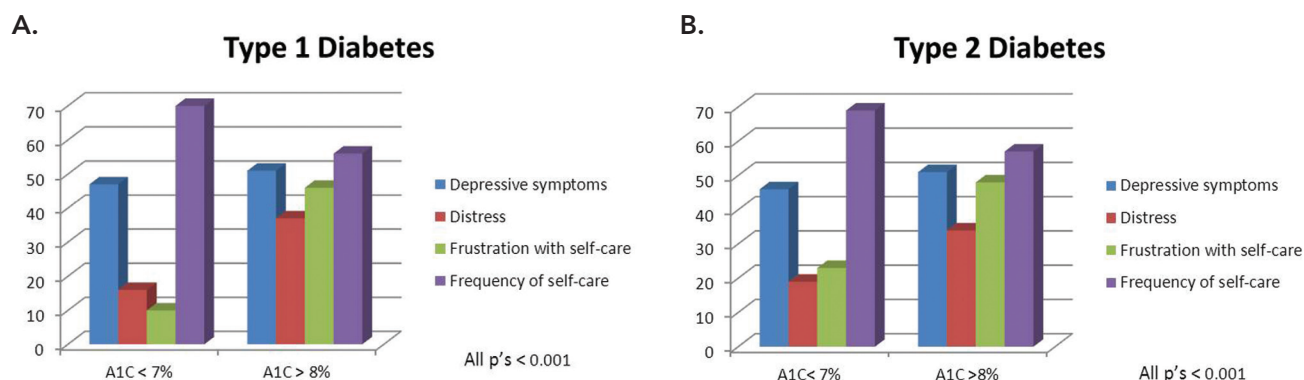 A.
Type 1 Diabetes
70
60
50
40
30
20
10
0
A1C < 7%
A1C > 8%
Depressive symptoms
Distress
Frustration with self-care
Frequency of self-care
All p's < 0.001
B.
Type 2 Diabetes
70
60
50
40
30
20
10
0
A1C< 7%
A1C >8%
Depressive symptoms
Distress
Frustration with self-care
Frequency of self-care
All p's < 0.001